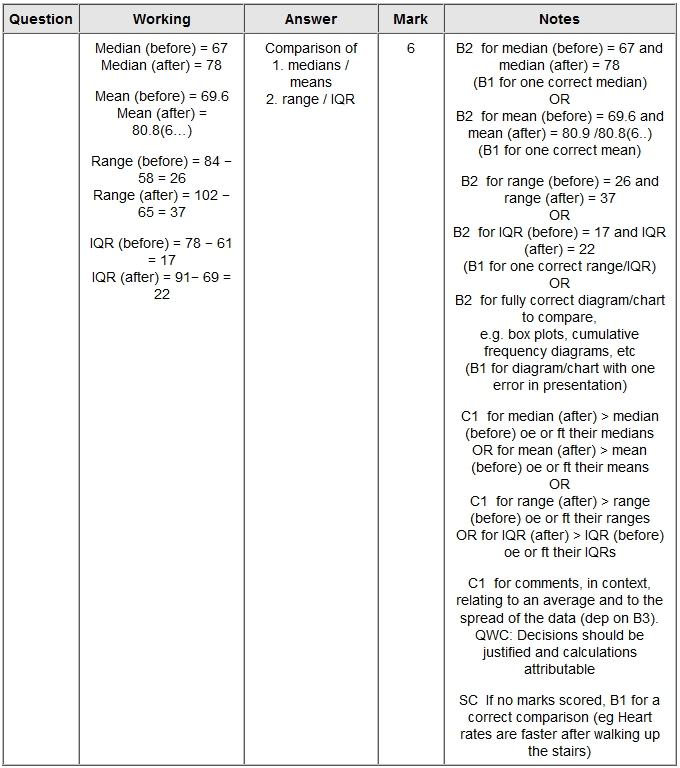 Question Working Answer Mark Notes
Median (before) = 67
Median (after) = 78
Mean (before) = 69.6
Mean (after) =
80.8(6…)
Range (before) = 84 −
58 = 26
Range (after) = 102 −
65 = 37
IQR (before) = 78 − 61
= 17
IQR (after) = 91− 69 =
22
Comparison of
1. medians /
means
2. range / IQR
6
B2 for median (before) = 67 and
median (after) = 78
(B1 for one correct median)
OR
B2 for mean (before) = 69.6 and
mean (after) = 80.9 /80.8(6..)
(B1 for one correct mean)
B2 for range (before) = 26 and
range (after) = 37
OR
B2 for IQR (before) = 17 and IQR
(after) = 22
(B1 for one correct range/IQR)
OR
B2 for fully correct diagram/chart
to compare,
e.g. box plots, cumulative
frequency diagrams, etc
(B1 for diagram/chart with one
error in presentation)
C1 for median (after) > median
(before) oe or ft their medians
OR for mean (after) > mean
(before) oe or ft their means
OR
C1 for range (after) > range
(before) oe or ft their ranges
OR for IQR (after) > IQR (before)
oe or ft their IQRs
C1 for comments, in context,
relating to an average and to the
spread of the data (dep on B3).
QWC: Decisions should be
justified and calculations
attributable
SC If no marks scored, B1 for a
correct comparison (eg Heart
rates are faster after walking up
the stairs)